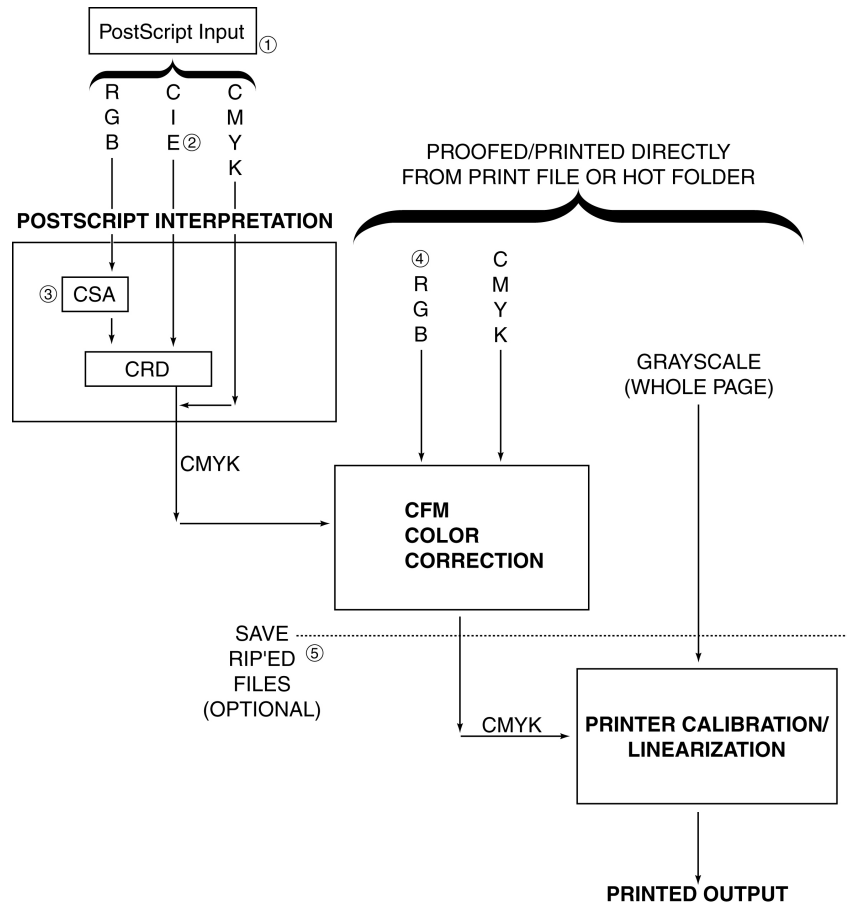 PostScript Input
①
R
G
B
C
I
E②
C
M
Y
K
POSTSCRIPT INTERPRETATION
③ CSA
CRD
CMYK
PROOFED/PRINTED DIRECTLY
FROM PRINT FILE OR HOT FOLDER
④
R
G
B
C
M
Y
K
GRAYSCALE
(WHOLE PAGE)
CFM
COLOR
CORRECTION
SAVE
RIP'ED ⑤
FILES
(OPTIONAL)
CMYK
PRINTER CALIBRATION/
LINEARIZATION
PRINTED OUTPUT